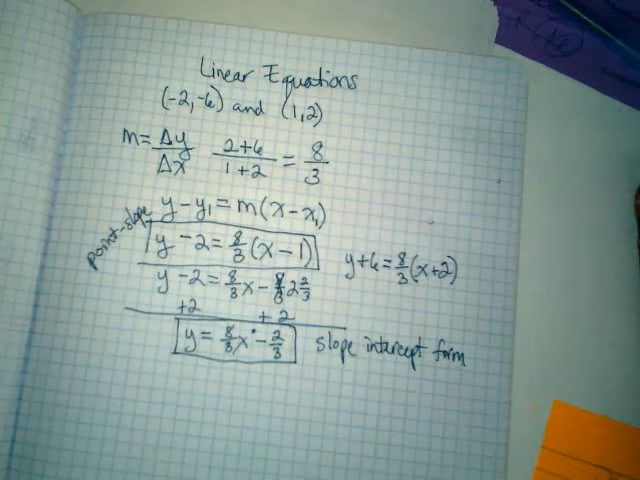 Linear Equations
(-2,-6) and (1,2)
m = Δy/Δx (2+6)/(1+2) = 8/3
y - y₁ = m(x - x₁)
point-slope y - 2 = 8/3(x - 1)
y + 6 = 8/3(x + 2)
y - 2 = 8/3x - 2 2/3
+2 + 2
y = 8/3x - 2/3 slope intercept form